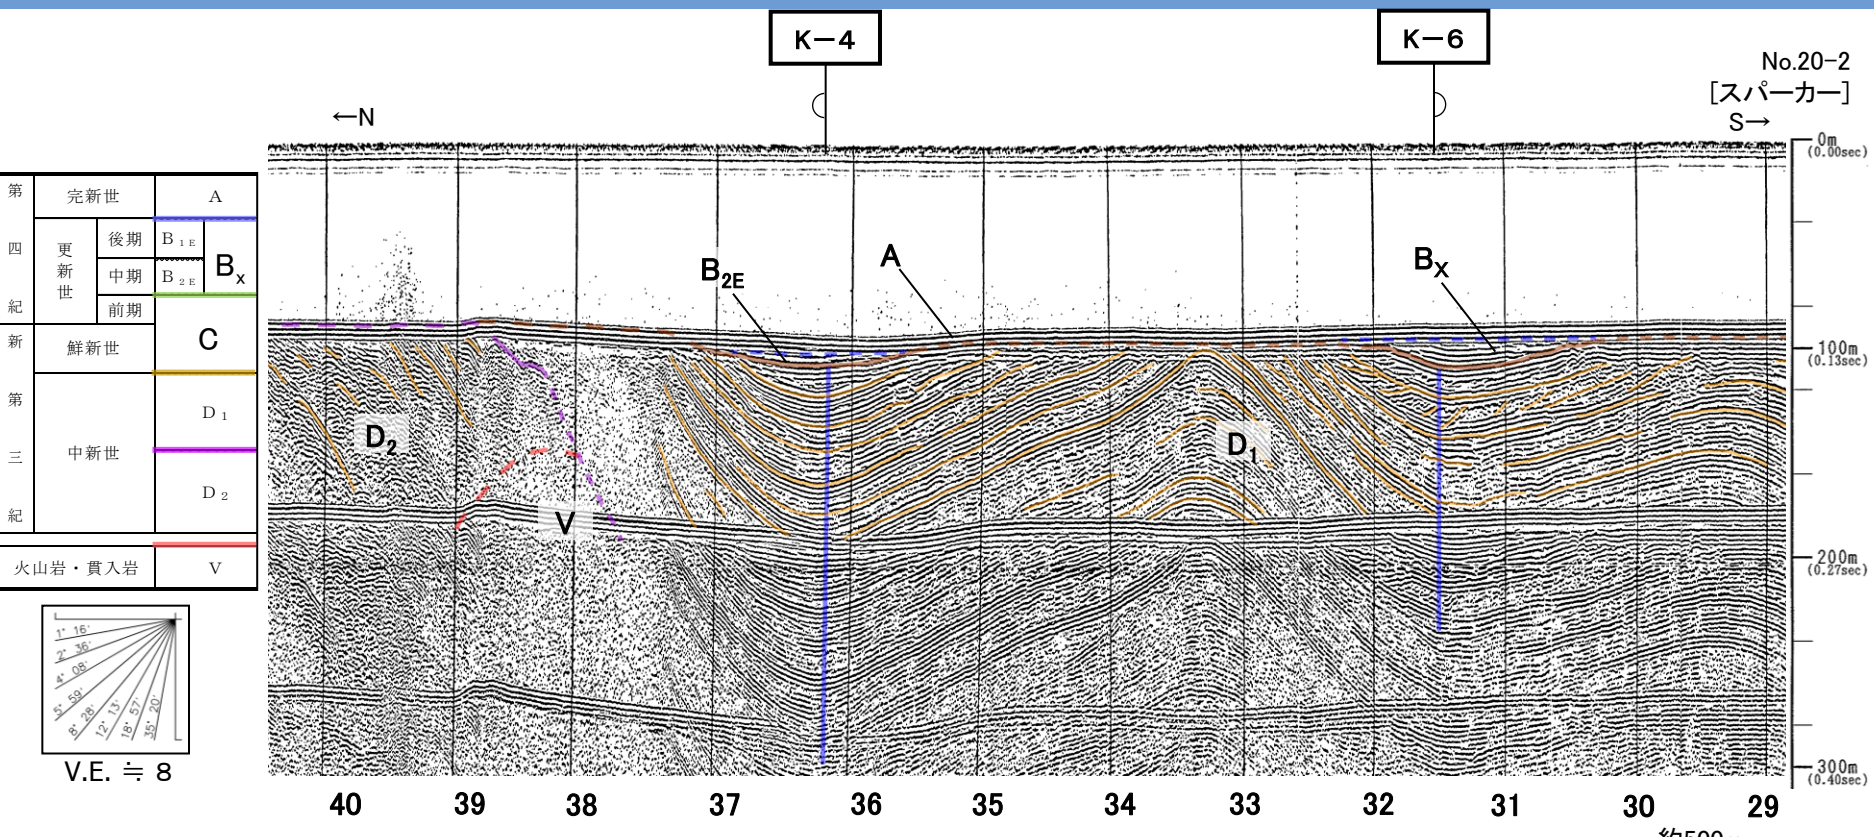 K−4
K−6
No.20−2
[スパーカー]
←N
S→
0m
(0.00sec)
100m
(0.13sec)
200m
(0.27sec)
300m
(0.40sec)
第四紀
完新世
A
更新世
後期
B1E
中期
B2E
Bx
前期
C
新第三紀
鮮新世
中新世
D1
D2
火山岩・貫入岩
V
B2E
A
BX
D2
D1
V
1° 16′
2° 36′
4° 08′
5° 59′
8° 28′
12° 13′
18° 57′
35° 20′
V.E. ≒ 8
40 39 38 37 36 35 34 33 32 31 30 29